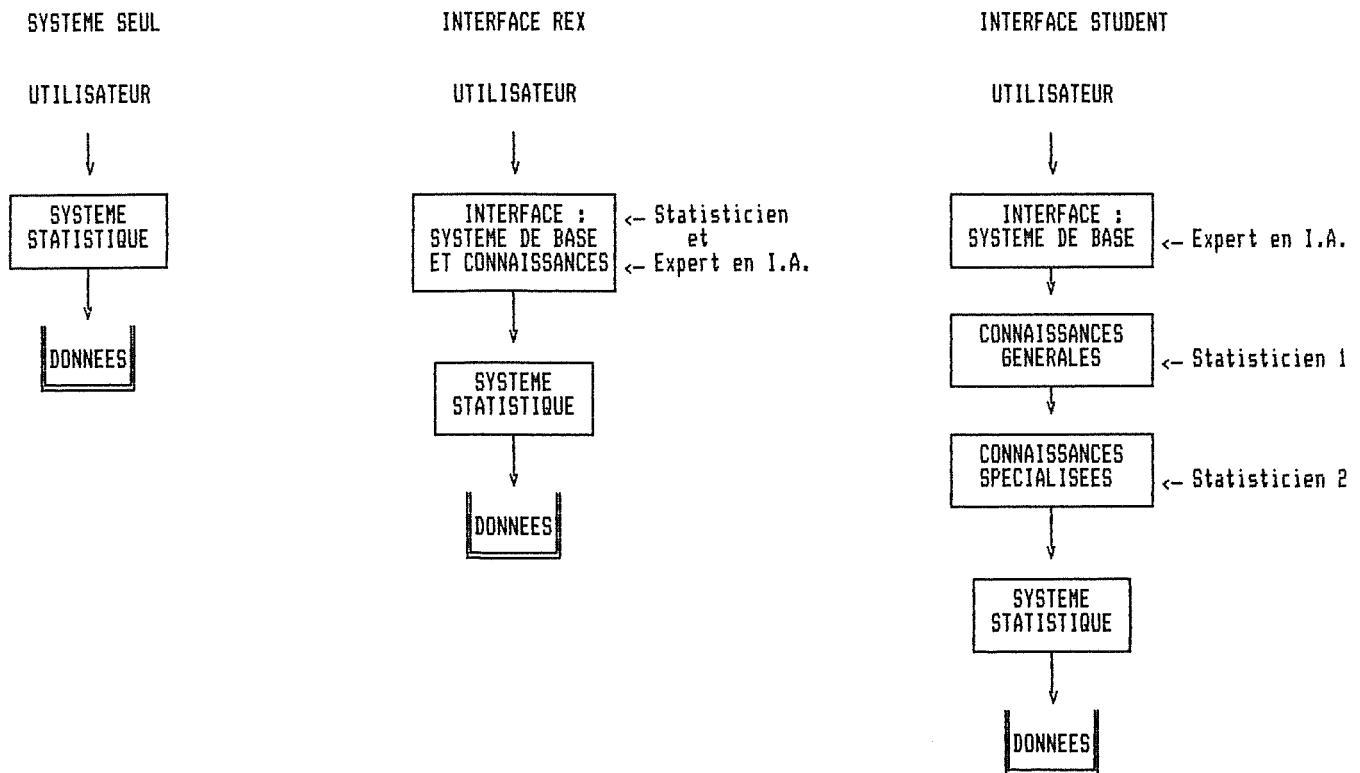 SYSTEME SEUL
UTILISATEUR
SYSTEME
STATISTIQUE
DONNEES
INTERFACE REX
UTILISATEUR
INTERFACE :
SYSTEME DE BASE
ET CONNAISSANCES
<- Statisticien
et
<- Expert en I.A.
SYSTEME
STATISTIQUE
DONNEES
INTERFACE STUDENT
UTILISATEUR
INTERFACE :
SYSTEME DE BASE
<- Expert en I.A.
CONNAISSANCES
GENERALES
<- Statisticien 1
CONNAISSANCES
SPECIALISEES
<- Statisticien 2
SYSTEME
STATISTIQUE
DONNEES